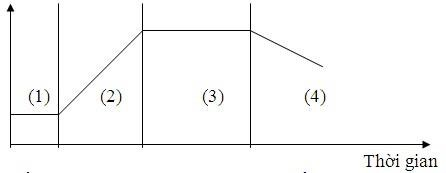 (1) (2) (3) (4)
Thời gian